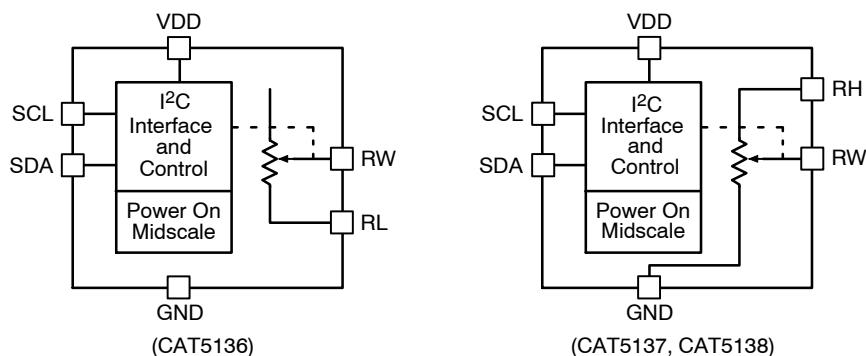 VDD
SCL
SDA
I²C
Interface
and
Control
Power On
Midscale
RW
RL
GND
(CAT5136)
VDD
SCL
SDA
I²C
Interface
and
Control
Power On
Midscale
RH
RW
GND
(CAT5137, CAT5138)